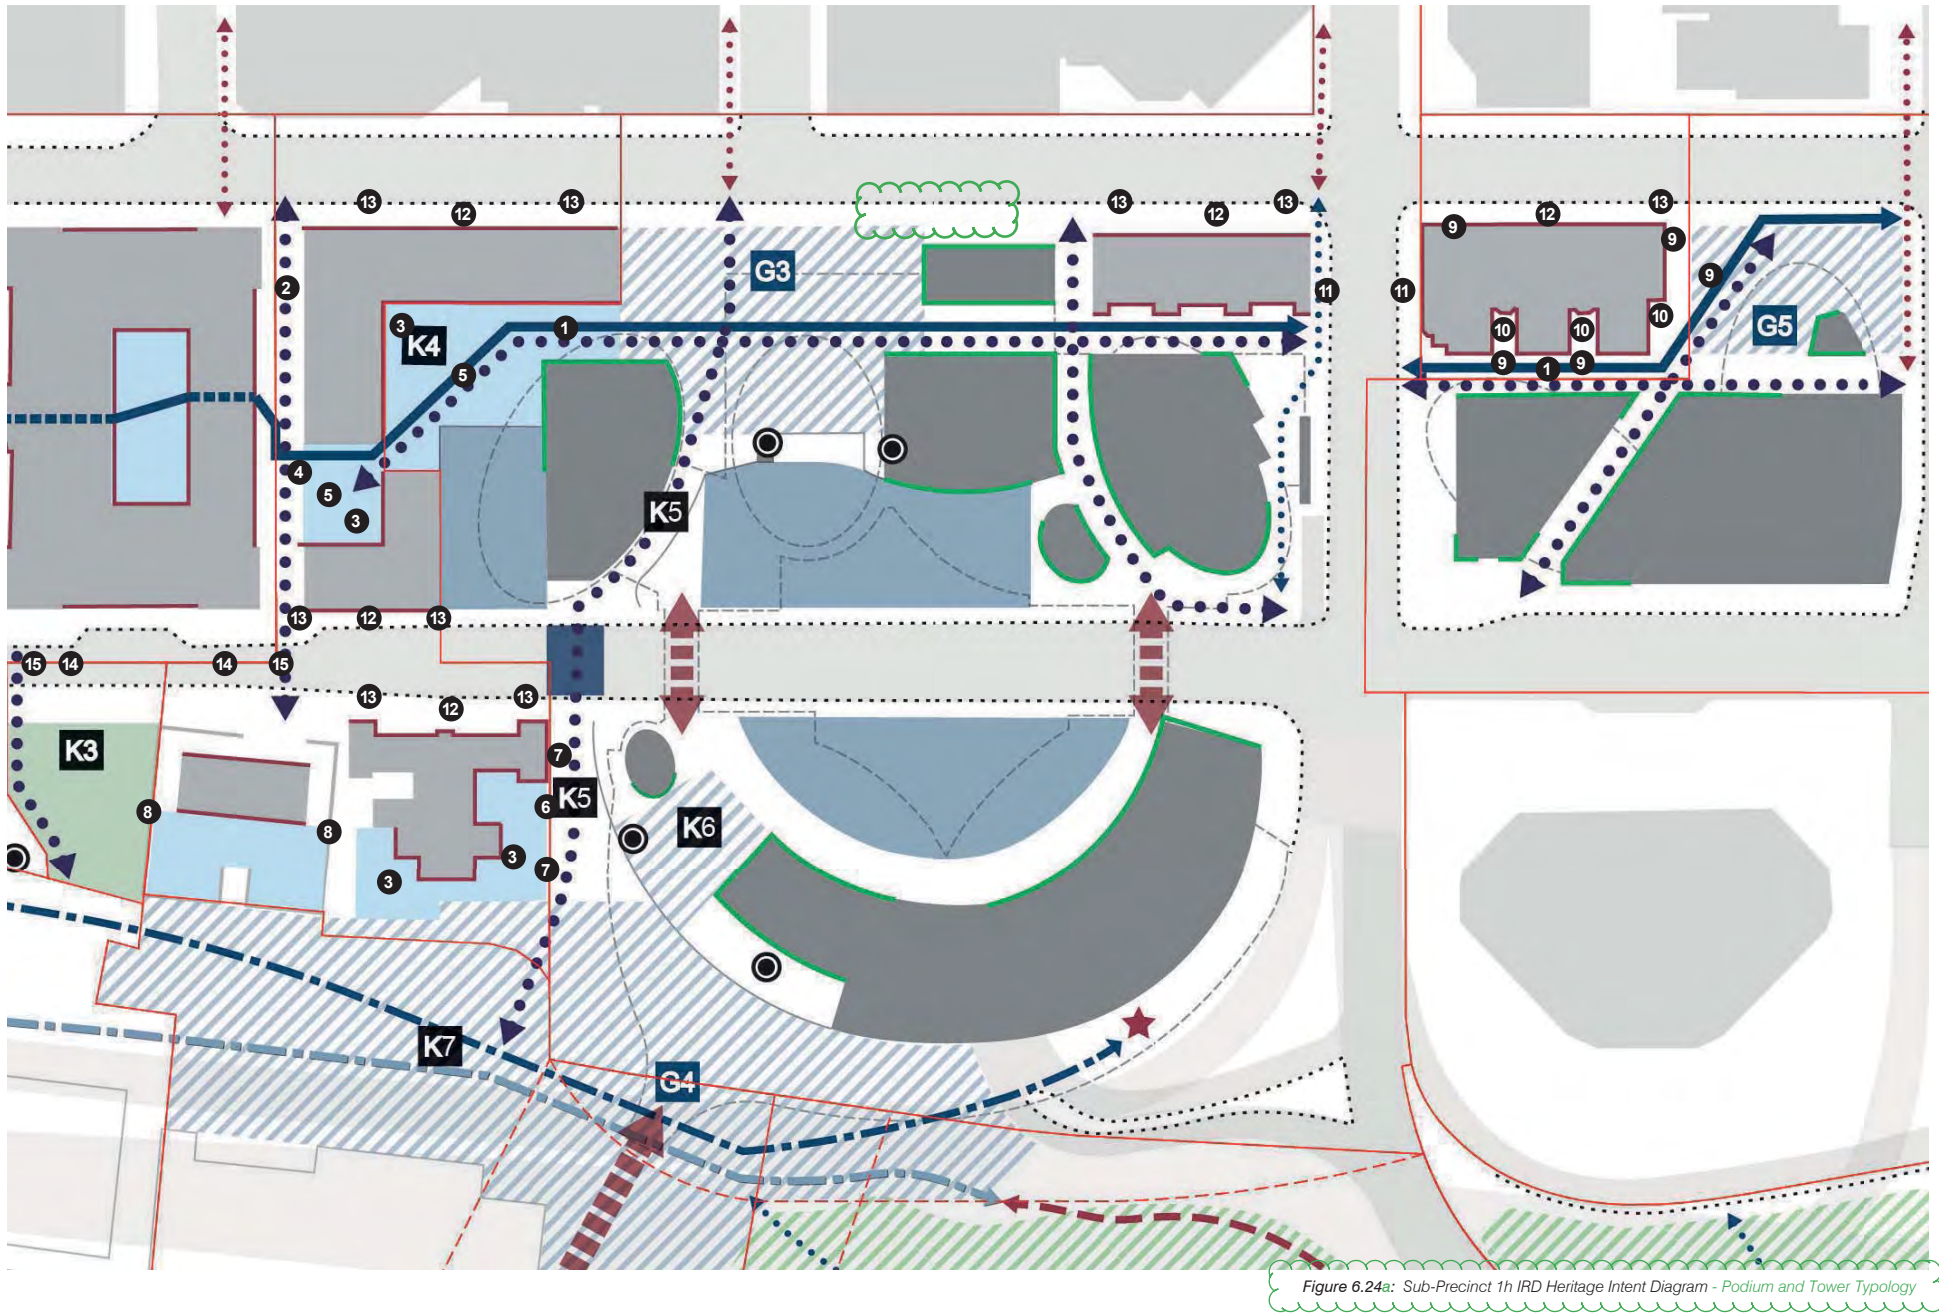 13 12 13 13 12 13 13
9 12 9
2 G3 11 11 9
3 K4 1 10 10 10 G5
5 9 1 9
4 5 3 K5
13 12 13
15 14 14 15
13 12 13
K3 7
8 8 6 K5 K6
3 3 7
K7
G4
Figure 6.24a: Sub-Precinct 1h IRD Heritage Intent Diagram - Podium and Tower Typology